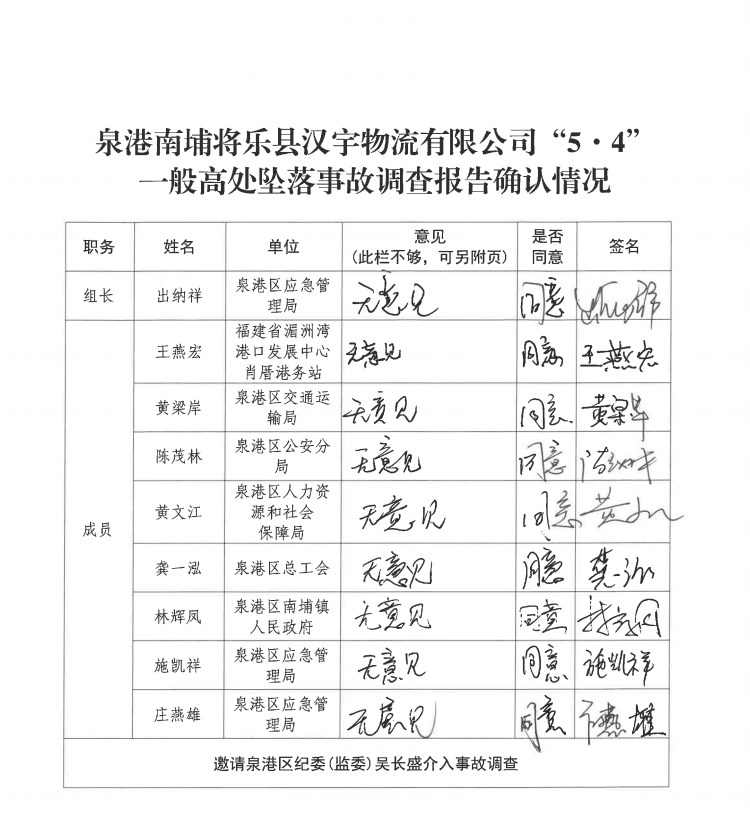 泉港南埔将乐县汉宇物流有限公司“5·4”
一般高处坠落事故调查报告确认情况
职务 姓名 单位 意见 是否 签名
(此栏不够，可另附页) 同意
组长 出纳祥 泉港区应急管 无意见 同意
理局
福建省湄洲湾
王燕宏 港口发展中心 无意见 同意 王燕宏
肖厝港务站
黄梁岸 泉港区交通运 无意见 同意 黄梁岸
输局
陈茂林 泉港区公安分 无意见 同意
局
泉港区人力资
黄文江 源和社会 无意见 同意
保障局
成员
龚一泓 泉港区总工会 无意见 同意 龚一泓
林辉凤 泉港区南埔镇 无意见 同意
人民政府
施凯祥 泉港区应急管 无意见 同意 施凯祥
理局
庄燕雄 泉港区应急管 无意见 同意 庄燕雄
理局
邀请泉港区纪委(监委)吴长盛介入事故调查